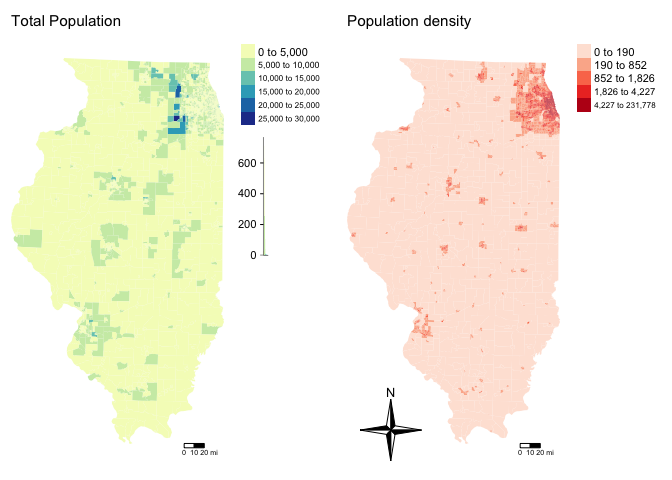 Total Population
0 to 5,000
5,000 to 10,000
10,000 to 15,000
15,000 to 20,000
20,000 to 25,000
25,000 to 30,000
600
400
200
0
0 10 20 mi
Population density
0 to 190
190 to 852
852 to 1,826
1,826 to 4,227
4,227 to 231,778
N
0 10 20 mi